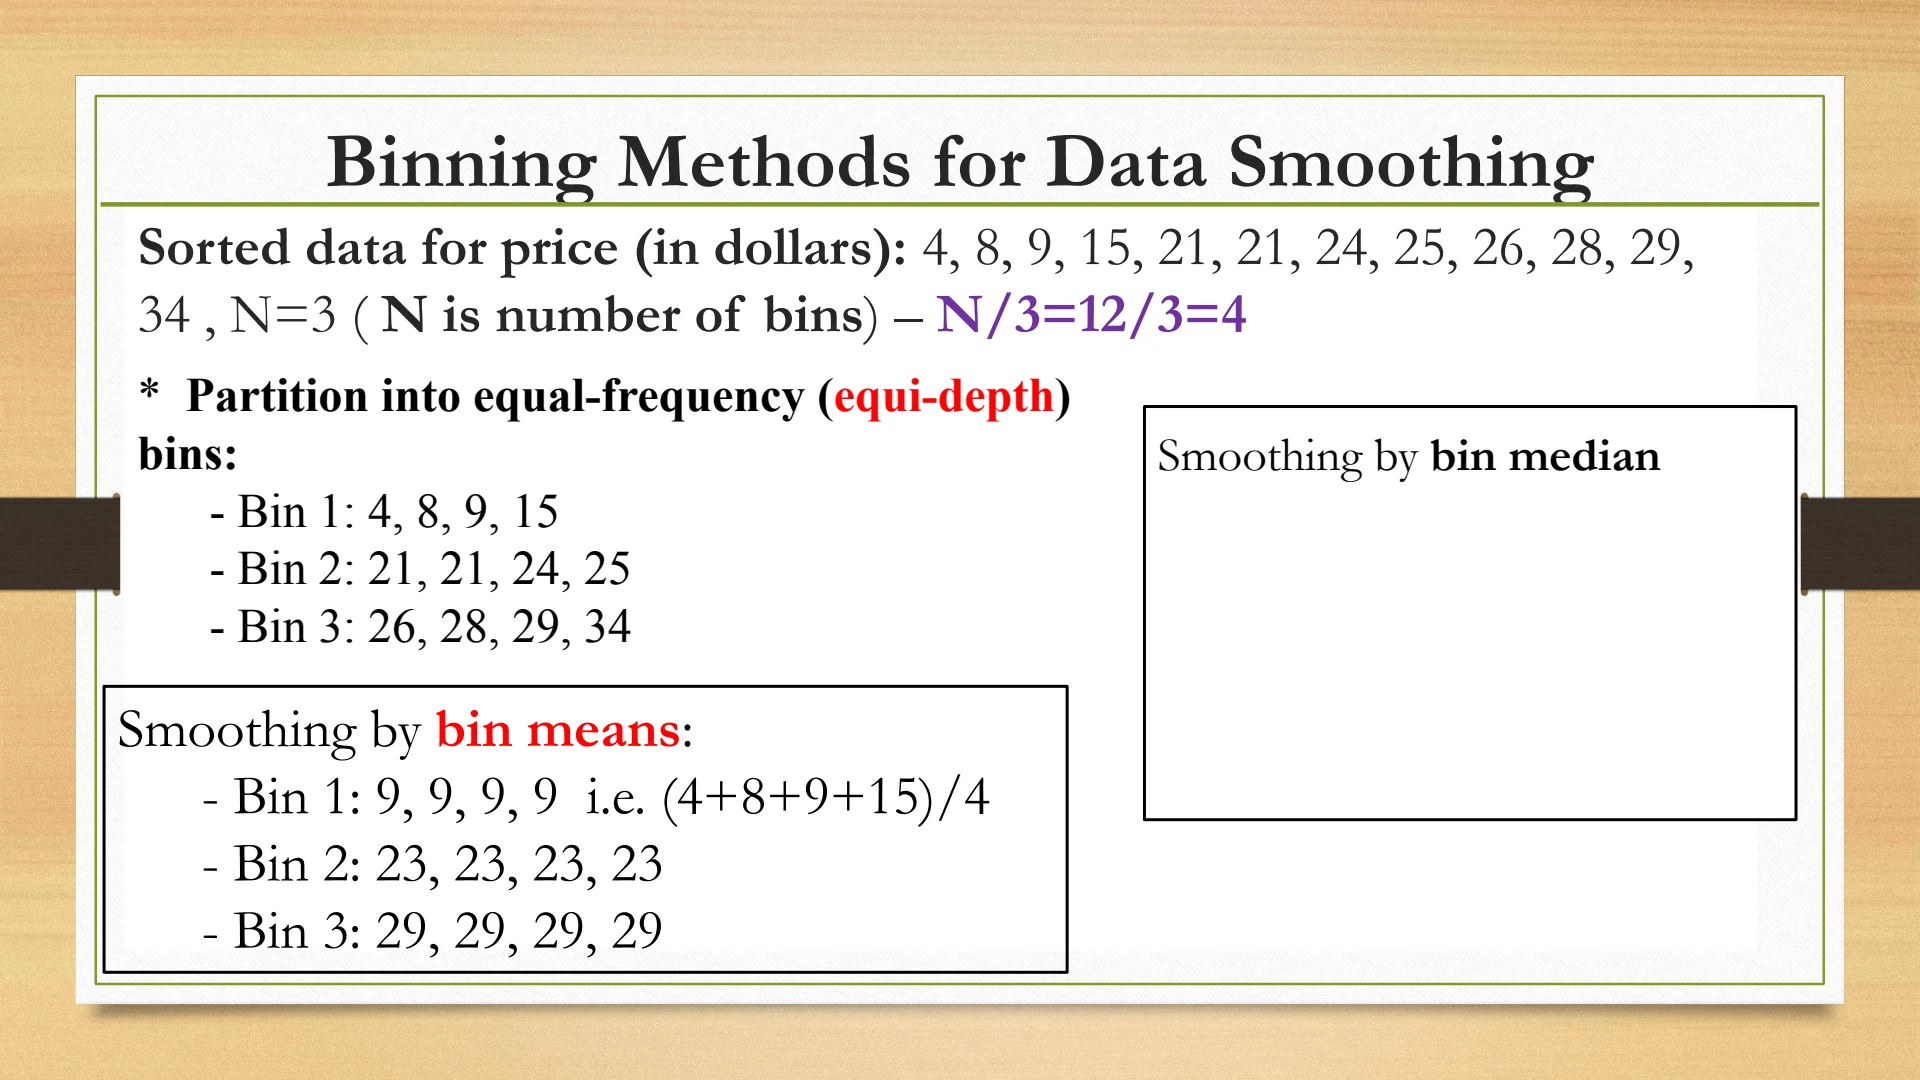 Binning Methods for Data Smoothing
Sorted data for price (in dollars): 4, 8, 9, 15, 21, 21, 24, 25, 26, 28, 29,
34 , N=3 ( N is number of bins) – N/3=12/3=4
* Partition into equal-frequency (equi-depth)
bins:
- Bin 1: 4, 8, 9, 15
- Bin 2: 21, 21, 24, 25
- Bin 3: 26, 28, 29, 34
Smoothing by bin means:
- Bin 1: 9, 9, 9, 9 i.e. (4+8+9+15)/4
- Bin 2: 23, 23, 23, 23
- Bin 3: 29, 29, 29, 29
Smoothing by bin median